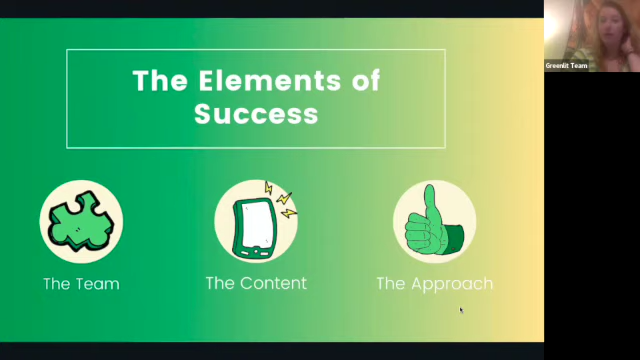 The Elements of
Success
The Team
The Content
The Approach
Greenlit Team